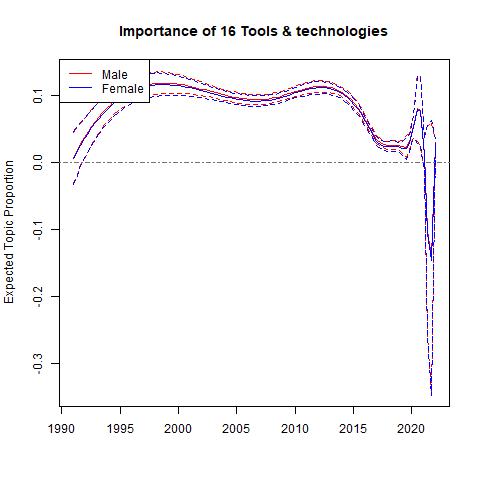 Importance of 16 Tools & technologies
Male
Female
Expected Topic Proportion
0.1
0.0
-0.1
-0.2
-0.3
1990 1995 2000 2005 2010 2015 2020